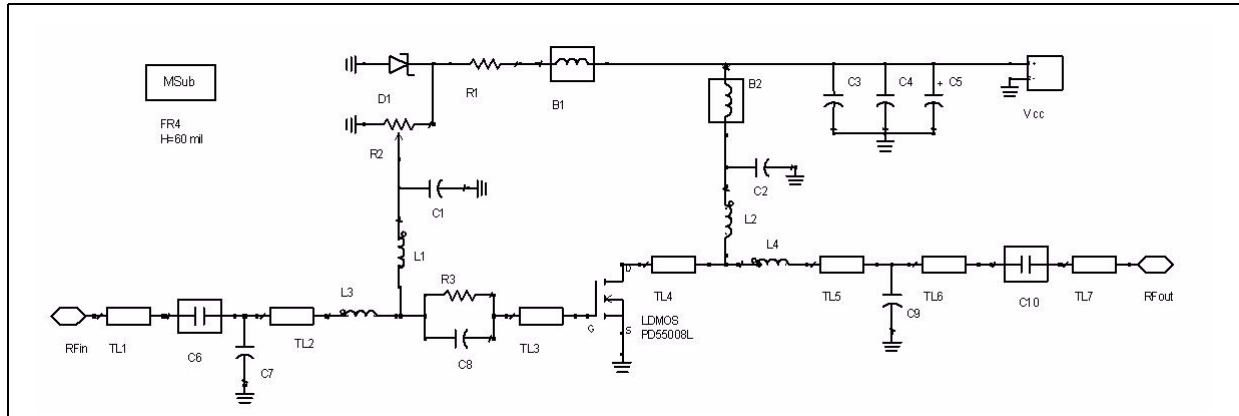 MSub
FR4
H=60 mil
D1
R1
B1
B2
C3
C4
+ C5
+
-
Vcc
R2
C1
C2
L1
L2
L3
R3
L4
D
G
S
TL4
TL5
TL6
C10
TL7
RFout
LDMOS
PD55008L
C9
RFin
TL1
C6
C7
TL2
C8
TL3